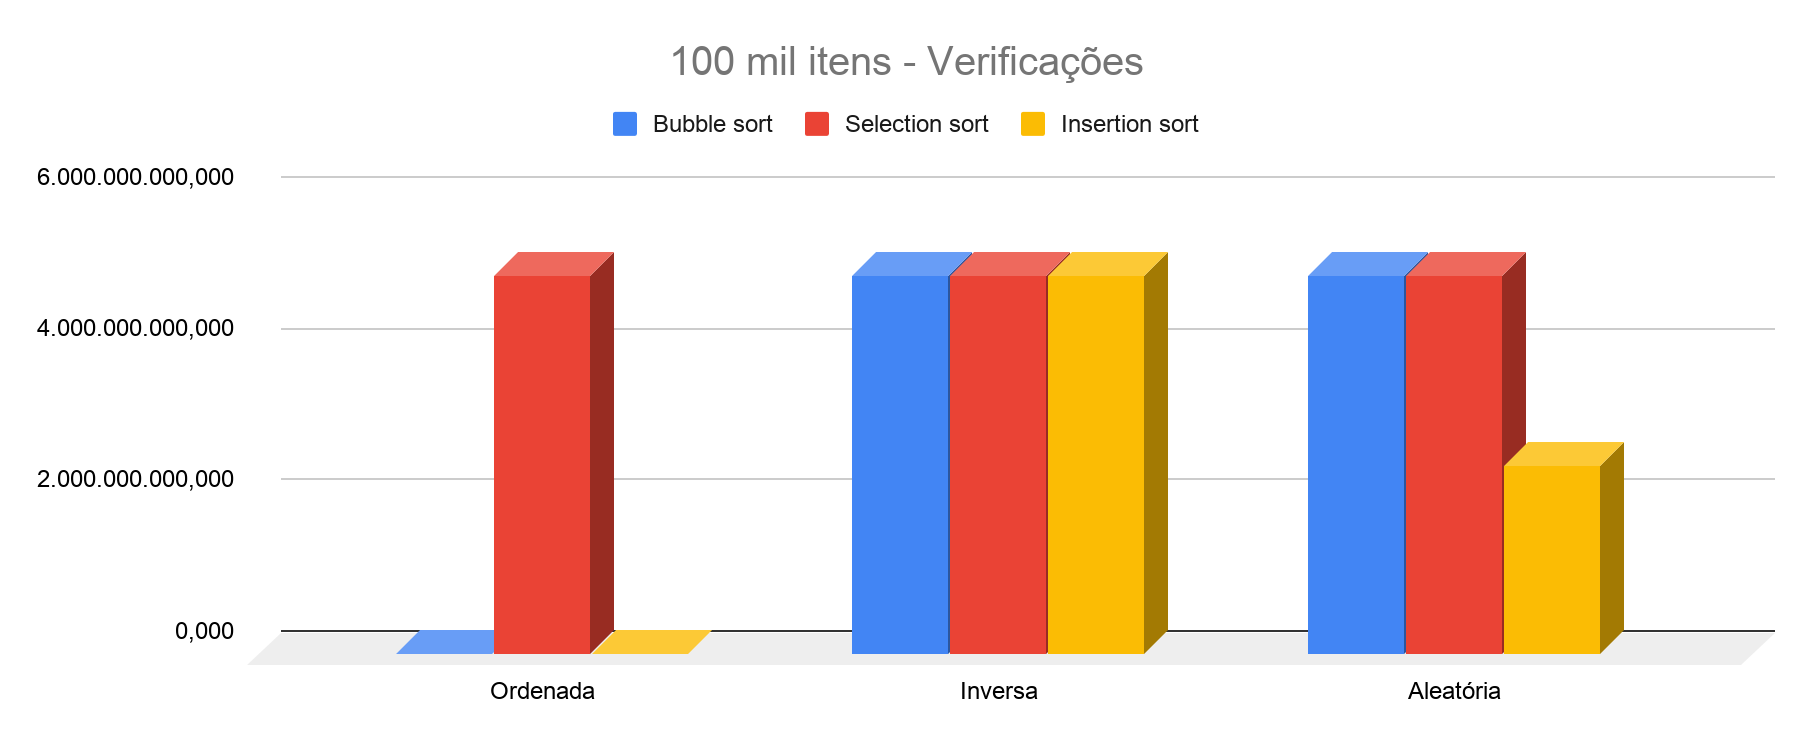 100 mil itens - Verificações
Bubble sort Selection sort Insertion sort
6.000.000.000,000
4.000.000.000,000
2.000.000.000,000
0,000
Ordenada Inversa Aleatória